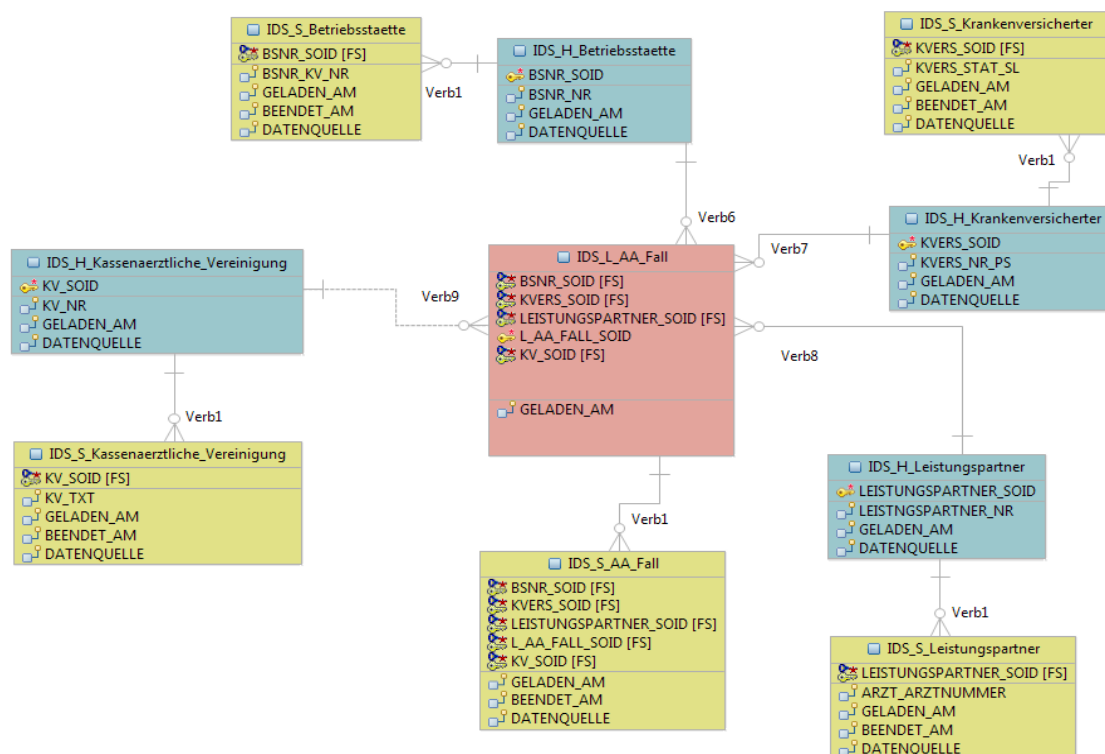 IDS_S_Betriebsstaette
BSNR_SOID [FS]
BSNR_KV_NR
GELADEN_AM
BEENDET_AM
DATENQUELLE
Verb1
IDS_H_Betriebsstaette
BSNR_SOID
BSNR_NR
GELADEN_AM
DATENQUELLE
IDS_S_Krankenversicherter
KVERS_SOID [FS]
KVERS_STAT_SL
GELADEN_AM
BEENDET_AM
DATENQUELLE
Verb1
Verb6
IDS_H_Krankenversicherter
KVERS_SOID
KVERS_NR_PS
GELADEN_AM
DATENQUELLE
Verb7
IDS_H_Kassenaerztliche_Vereinigung
KV_SOID
KV_NR
GELADEN_AM
DATENQUELLE
Verb9
IDS_L_AA_Fall
BSNR_SOID [FS]
KVERS_SOID [FS]
LEISTUNGSPARTNER_SOID [FS]
L_AA_FALL_SOID
KV_SOID [FS]
GELADEN_AM
Verb8
Verb1
IDS_S_Kassenaerztliche_Vereinigung
KV_SOID [FS]
KV_TXT
GELADEN_AM
BEENDET_AM
DATENQUELLE
IDS_H_Leistungspartner
LEISTUNGSPARTNER_SOID
LEISTNGSPARTNER_NR
GELADEN_AM
DATENQUELLE
Verb1
IDS_S_AA_Fall
BSNR_SOID [FS]
KVERS_SOID [FS]
LEISTUNGSPARTNER_SOID [FS]
L_AA_FALL_SOID [FS]
KV_SOID [FS]
GELADEN_AM
BEENDET_AM
DATENQUELLE
Verb1
IDS_S_Leistungspartner
LEISTUNGSPARTNER_SOID [FS]
ARZT_ARZTNUMMER
GELADEN_AM
BEENDET_AM
DATENQUELLE